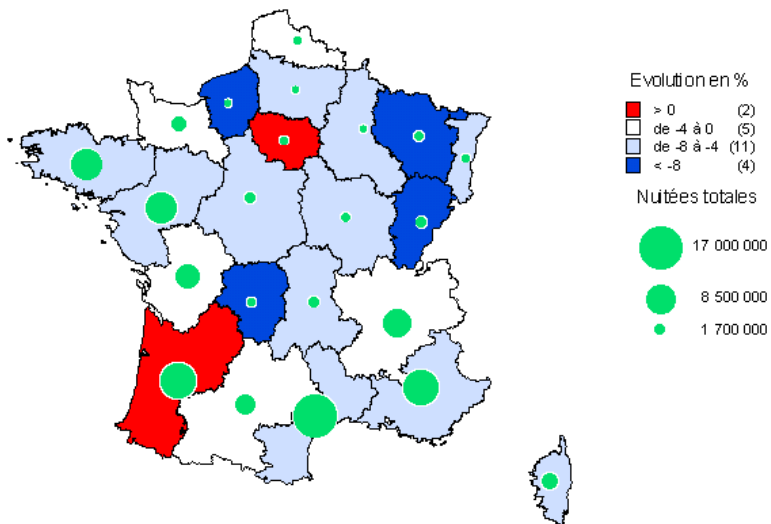 Evolution en %
> 0 (2)
de -4 à 0 (5)
de -8 à -4 (11)
< -8 (4)
Nuitées totales
17 000 000
8 500 000
1 700 000